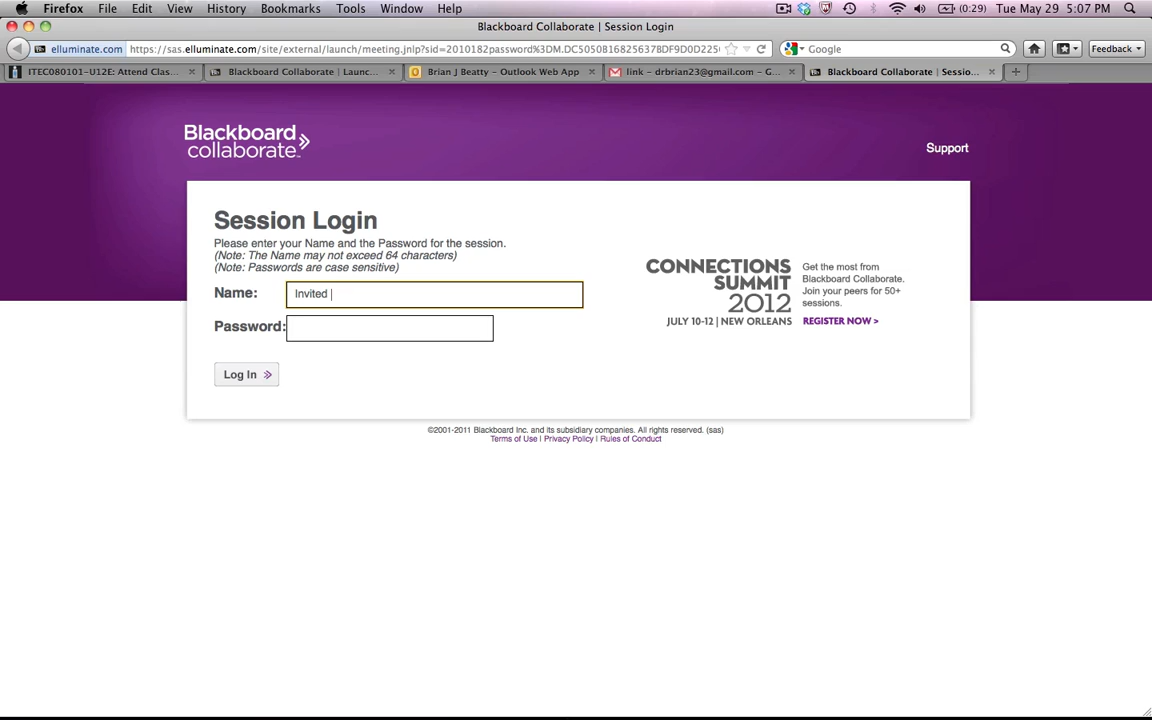 Firefox File Edit View History Bookmarks Tools Window Help (0:29) Tue May 29 5:07 PM
Blackboard Collaborate | Session Login
elluminate.com https://sas.elluminate.com/site/external/launch/meeting.jnlp?sid=2010182password%3DM.DC5050B16825637BDF9D0D225 Google Feedback
ITEC080101-U12E: Attend Clas... Blackboard Collaborate | Launc... Brian J Beatty - Outlook Web App link - drbrian23@gmail.com - G... Blackboard Collaborate | Sessio...
Blackboard
collaborate™
Support
Session Login
Please enter your Name and the Password for the session.
(Note: The Name may not exceed 64 characters)
(Note: Passwords are case sensitive)
Name: Invited
Password:
Log In »
CONNECTIONS
SUMMIT
2012
JULY 10-12 | NEW ORLEANS
Get the most from
Blackboard Collaborate.
Join your peers for 50+
sessions.
REGISTER NOW >
©2001-2011 Blackboard Inc. and its subsidiary companies. All rights reserved. (sas)
Terms of Use | Privacy Policy | Rules of Conduct